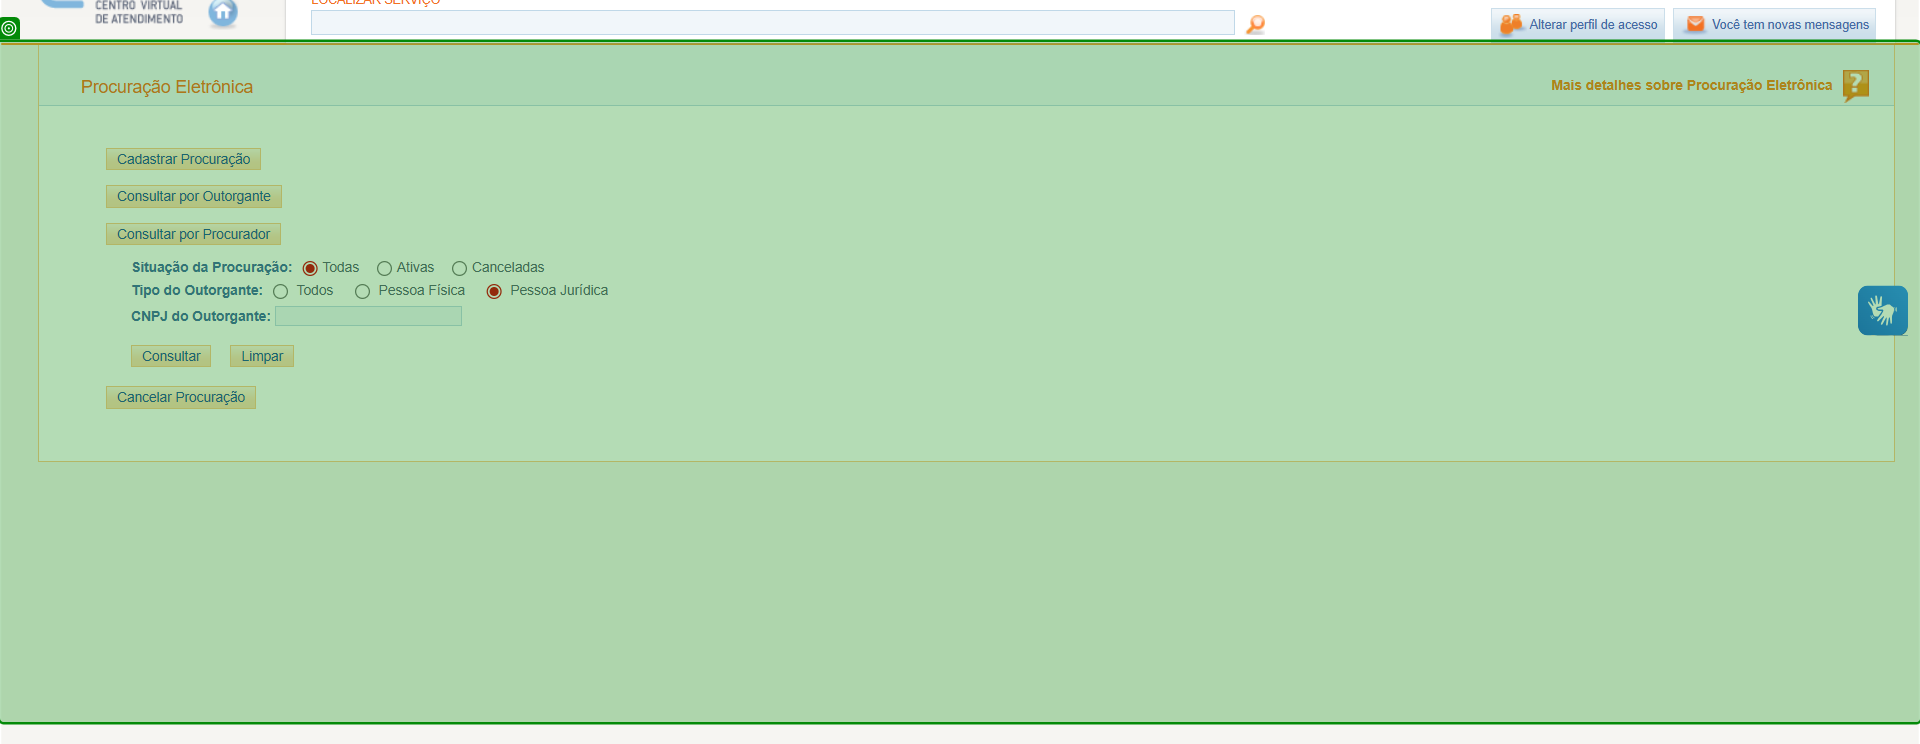 CENTRO VIRTUAL
DE ATENDIMENTO
LOCALIZAR SERVIÇO
Alterar perfil de acesso
Você tem novas mensagens
Procuração Eletrônica
Mais detalhes sobre Procuração Eletrônica
?
Cadastrar Procuração
Consultar por Outorgante
Consultar por Procurador
Situação da Procuração: Todas Ativas Canceladas
Tipo do Outorgante: Todos Pessoa Física Pessoa Jurídica
CNPJ do Outorgante:
Consultar Limpar
Cancelar Procuração